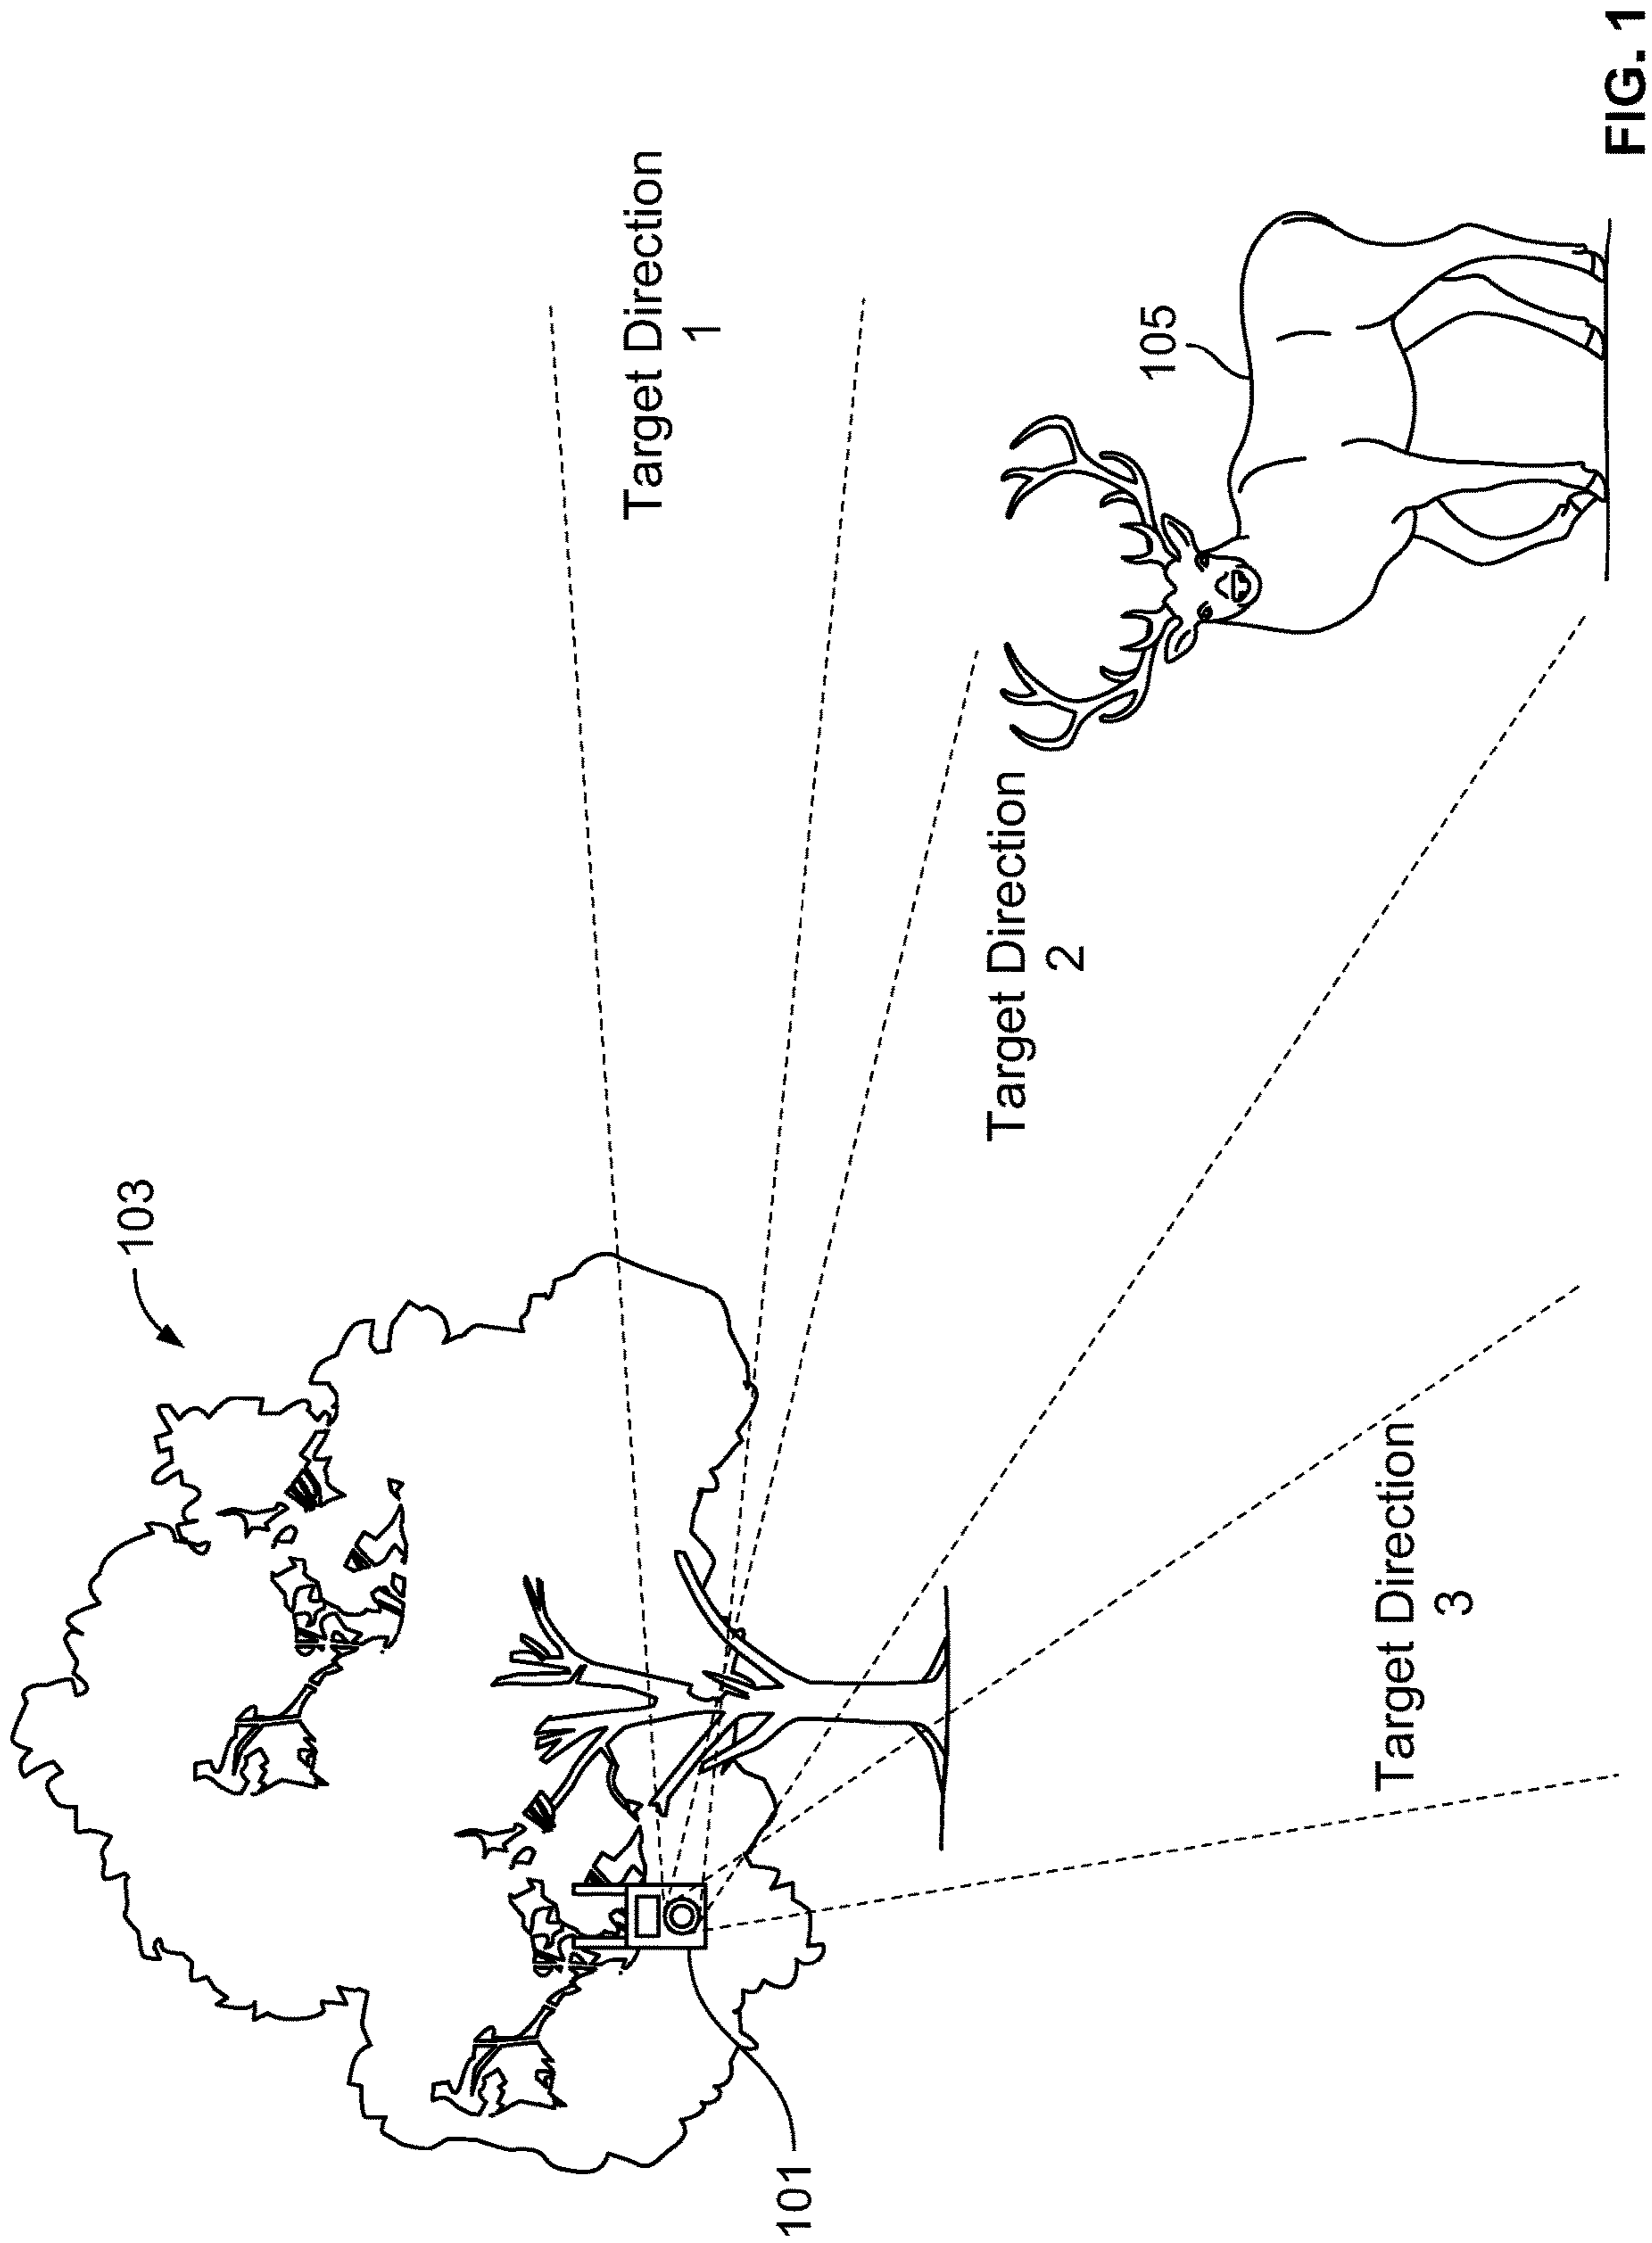 103
101
Target Direction
1
Target Direction
2
105
Target Direction
3
FIG. 1